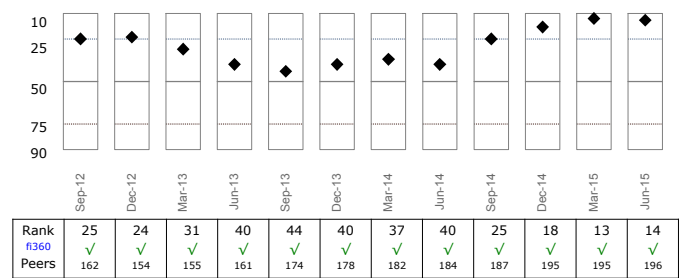 10
25
50
75
90
Sep-12 Dec-12 Mar-13 Jun-13 Sep-13 Dec-13 Mar-14 Jun-14 Sep-14 Dec-14 Mar-15 Jun-15
Rank 25 24 31 40 44 40 37 40 25 18 13 14
fi360 √ √ √ √ √ √ √ √ √ √ √ √
Peers 162 154 155 161 174 178 182 184 187 195 195 196